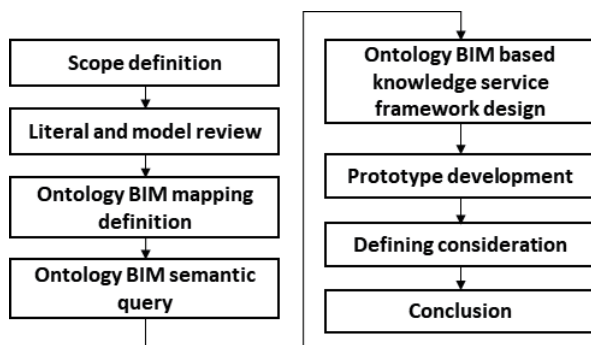 Scope definition
Literal and model review
Ontology BIM mapping
definition
Ontology BIM semantic
query
Ontology BIM based
knowledge service
framework design
Prototype development
Defining consideration
Conclusion